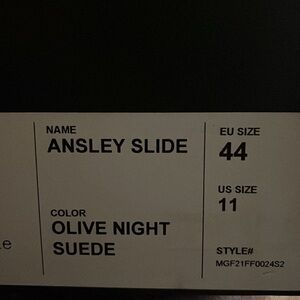 NAME
ANSLEY SLIDE
COLOR
OLIVE NIGHT
SUEDE
EU SIZE
44
US SIZE
11
STYLE#
MGF21FF0024S2